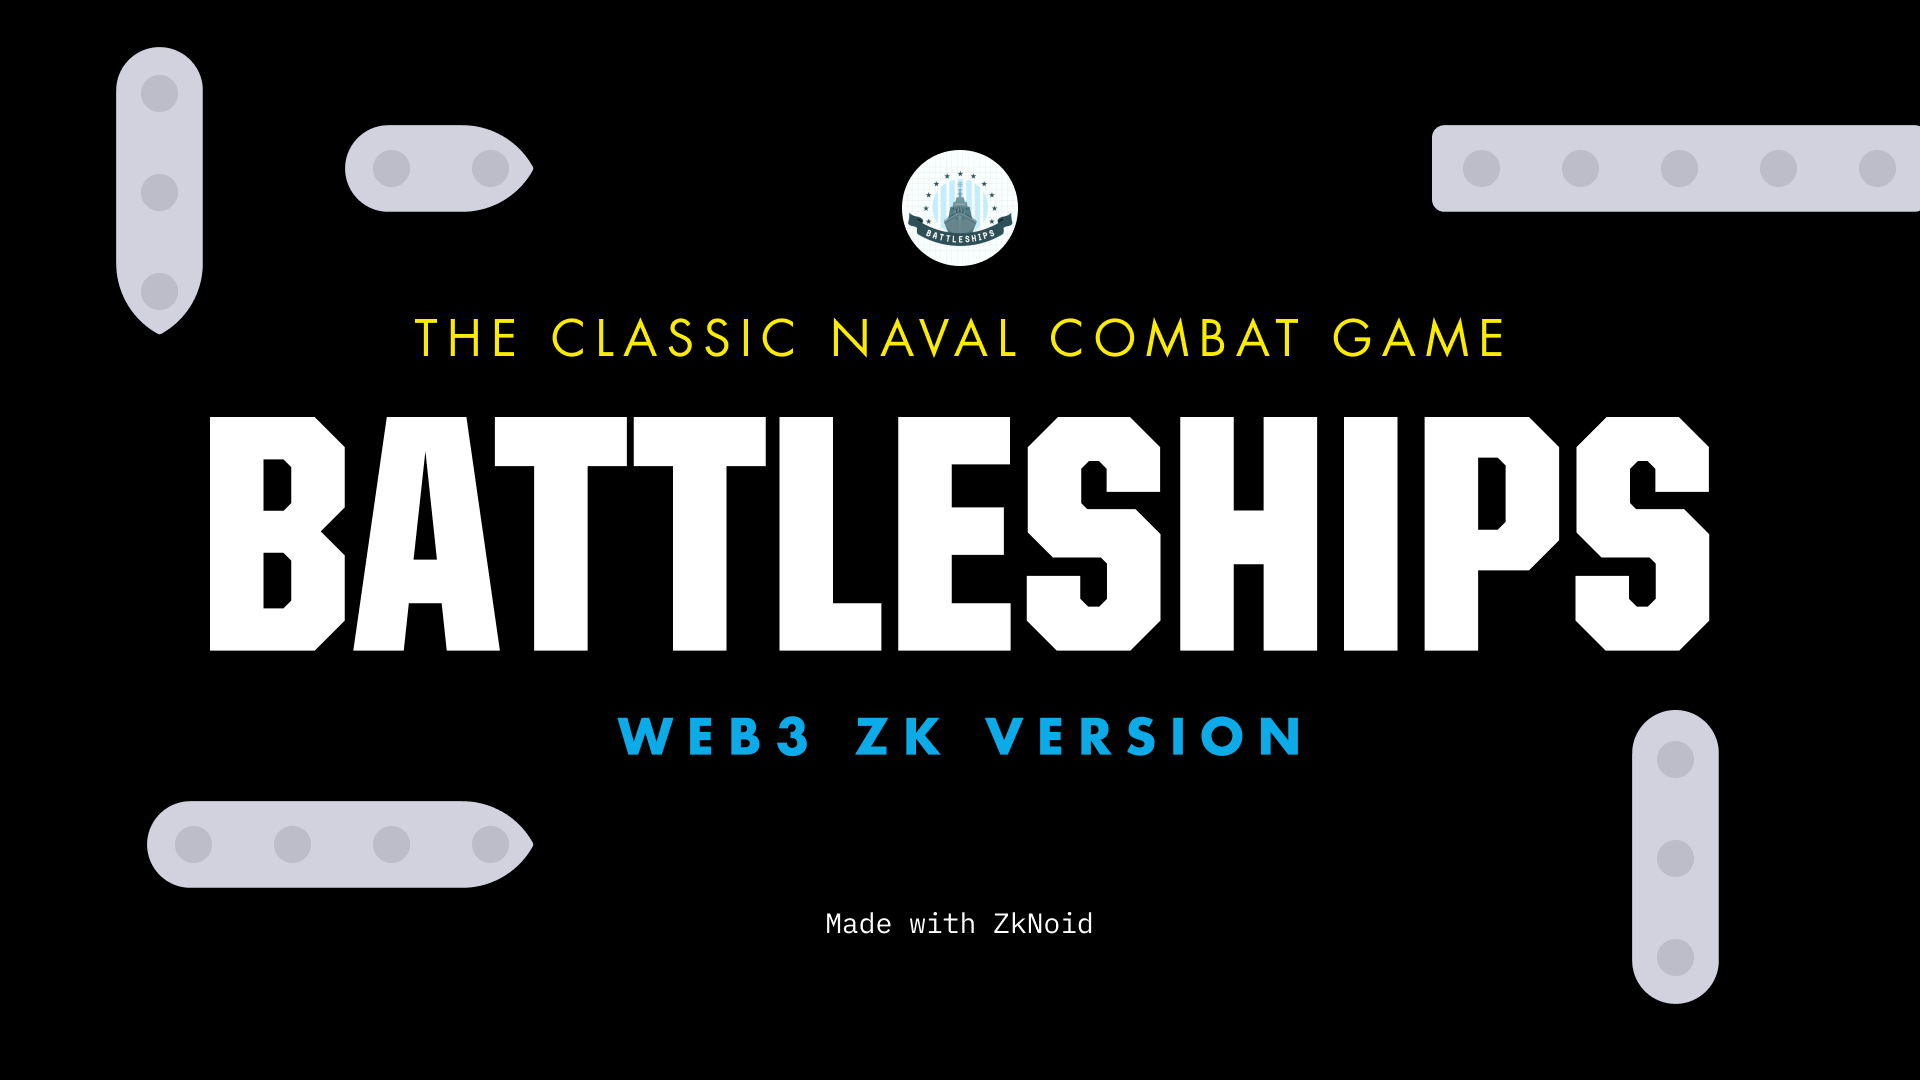 BATTLESHIPS
THE CLASSIC NAVAL COMBAT GAME
BATTLESHIPS
WEB3 ZK VERSION
Made with ZkNoid